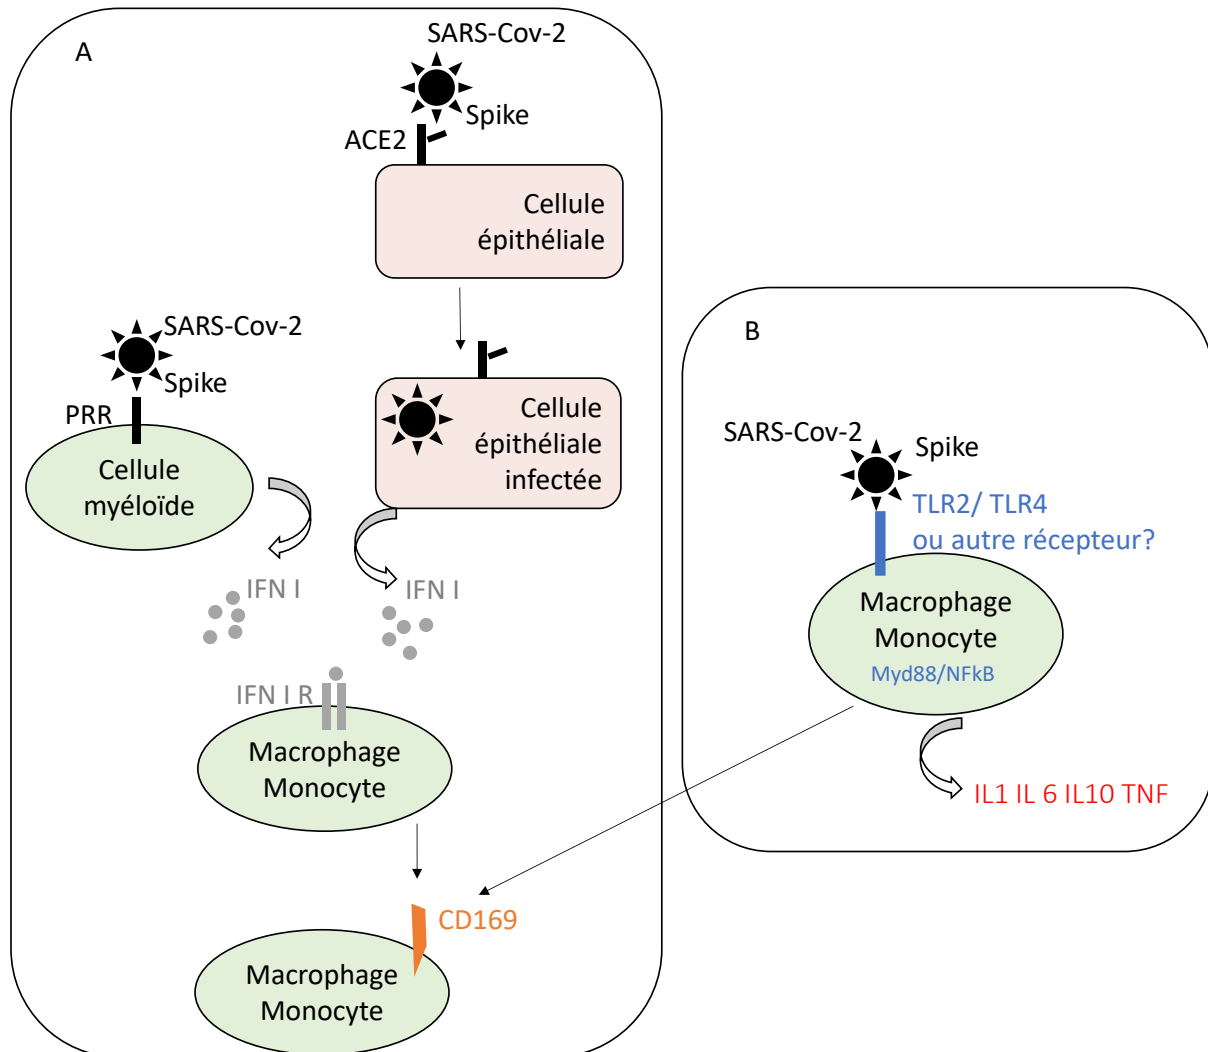 A
SARS-Cov-2
Spike
ACE2
Cellule
épithéliale
SARS-Cov-2
Spike
PRR
Cellule
myéloïde
Cellule
épithéliale
infectée
IFN I
IFN I
IFN I R
Macrophage
Monocyte
CD169
Macrophage
Monocyte
B
SARS-Cov-2
Spike
TLR2/ TLR4
ou autre récepteur?
Macrophage
Monocyte
Myd88/NFkB
IL1 IL 6 IL10 TNF